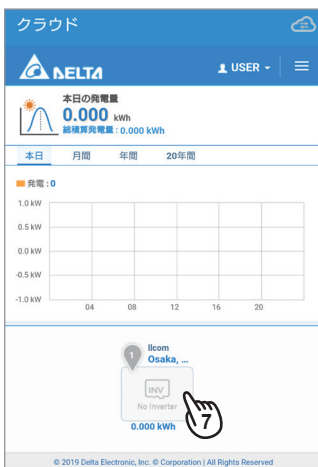 クラウド
DELTA
USER
本日の発電量
0.000 kWh
総積算発電量 : 0.000 kWh
本日 月間 年間 20年間
発電 : 0
1.0 kW
0.5 kW
0.0 kW
-0.5 kW
-1.0 kW
04 08 12 16 20
1
Ilcom
Osaka, ...
INV
No Inverter
0.000 kWh
7
© 2019 Delta Electronic, Inc. © Corporation | All Rights Reserved